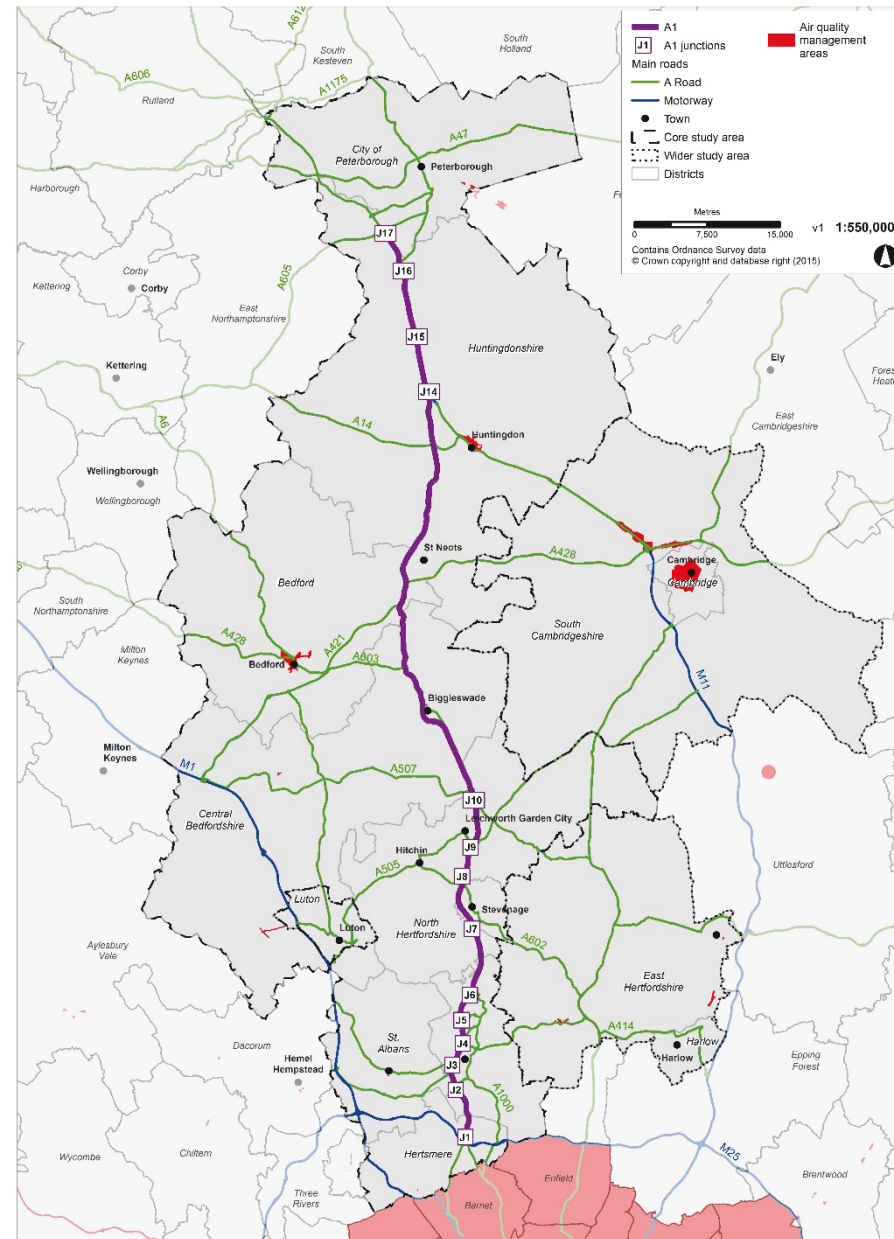 A612
South
Kesteven
South
Holland
A606
A1175
Rutland
City of
Peterborough
A47
Peterborough
Harborough
J17
J16
A605
Corby
Kettering
Corby
East
Northamptonshire
J15
Huntingdonshire
Kettering
Ely
J14
A6
A14
East
Cambridgeshire
Huntingdon
Wellingborough
Wellingborough
St Neots
A428
Cambridge
Cambridge
Bedford
South
Northamptonshire
South
Cambridgeshire
Milton
Keynes
A428
A421
Bedford
A603
M11
Biggleswade
Milton
Keynes
M1
A507
J10
Central
Bedfordshire
Letchworth Garden City
J9
Hitchin
A505
J8
Uttlesford
Luton
Stevenage
Luton
North
Hertfordshire
J7
A602
Aylesbury
Vale
East
Hertfordshire
J6
J5
A414
St.
Albans
J4
Dacorum
Harlow
Harlow
Hemel
Hempstead
J3
Epping
Forest
J2
A1000
J1
Hertsmere
M25
Wycombe
Chiltern
Enfield
Brentwood
Three
Rivers
Barnet
A1
J1 A1 junctions
Air quality
management
areas
Main roads
A Road
Motorway
Town
Core study area
Wider study area
Districts
Metres
0 7,500 15,000
v1 1:550,000
Contains Ordnance Survey data
© Crown copyright and database right (2015)